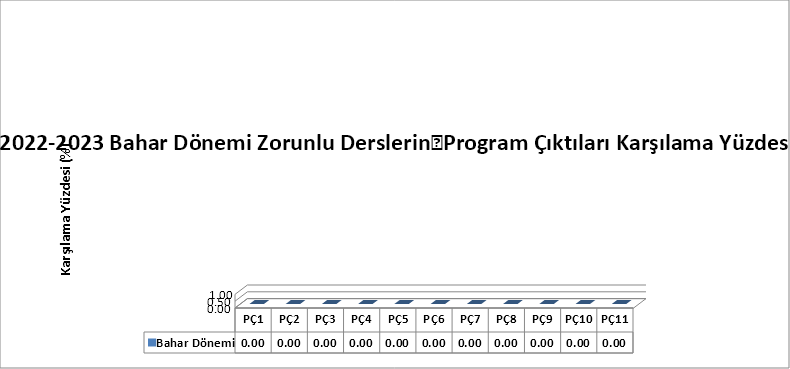 2022-2023 Bahar Dönemi Zorunlu Derslerin Program Çıktıları Karşılama Yüzdes
Karşılama Yüzdesi (%)
1.00
0.50
0.00
PÇ1 PÇ2 PÇ3 PÇ4 PÇ5 PÇ6 PÇ7 PÇ8 PÇ9 PÇ10 PÇ11
Bahar Dönemi 0.00 0.00 0.00 0.00 0.00 0.00 0.00 0.00 0.00 0.00 0.00